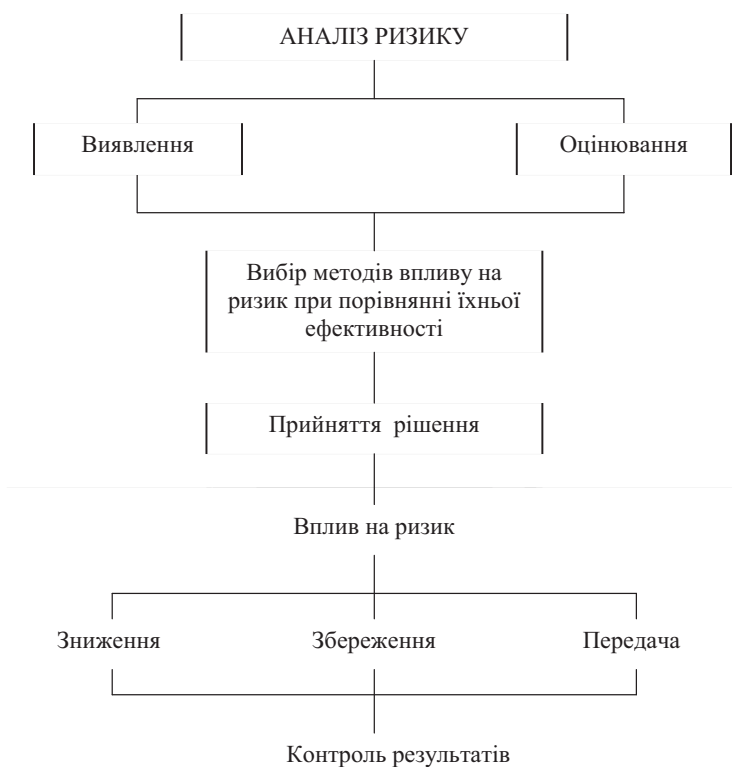 АНАЛІЗ РИЗИКУ
Виявлення
Оцінювання
Вибір методів впливу на
ризик при порівнянні їхньої
ефективності
Прийняття рішення
Вплив на ризик
Зниження
Збереження
Передача
Контроль результатів